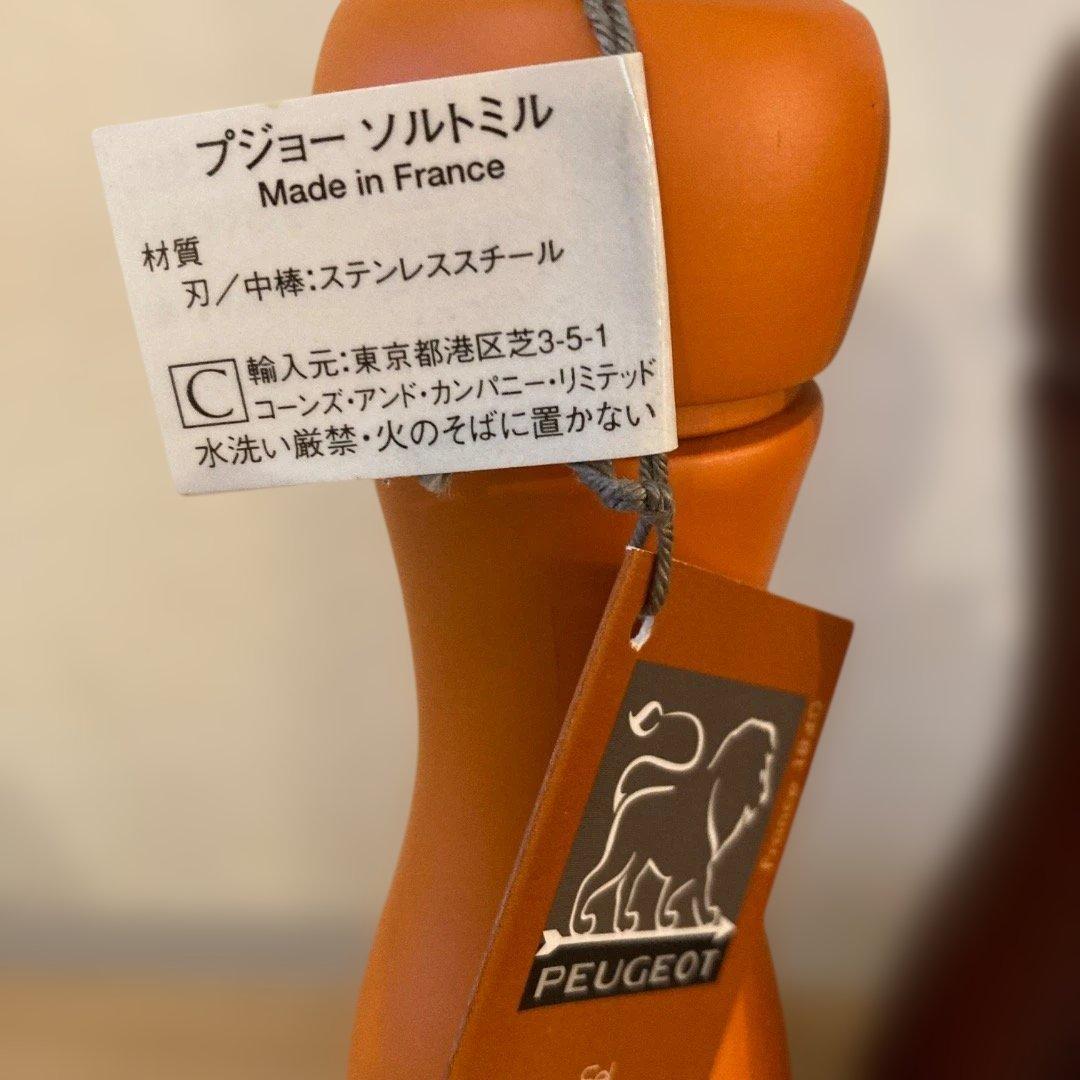 プジョー ソルトミル
Made in France
材質
刃／中棒：ステンレススチール
C 輸入元：東京都港区芝3-5-1
コーンズ・アンド・カンパニー・リミテッド
水洗い厳禁・火のそばに置かない
PEUGEOT
Sel